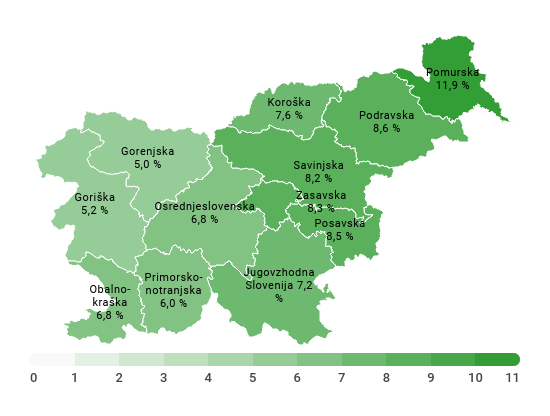 Pomurska
11,9 %
Koroška
7,6 %
Podravska
8,6 %
Gorenjska
5,0 %
Savinjska
8,2 %
Goriška
5,2 %
Zasavska
8,3 %
Osrednjeslovenska
6,8 %
Posavska
8,5 %
Jugovzhodna
Slovenija 7,2
%
Primorsko-
notranjska
6,0 %
Obalno-
kraška
6,8 %
0 1 2 3 4 5 6 7 8 9 10 11